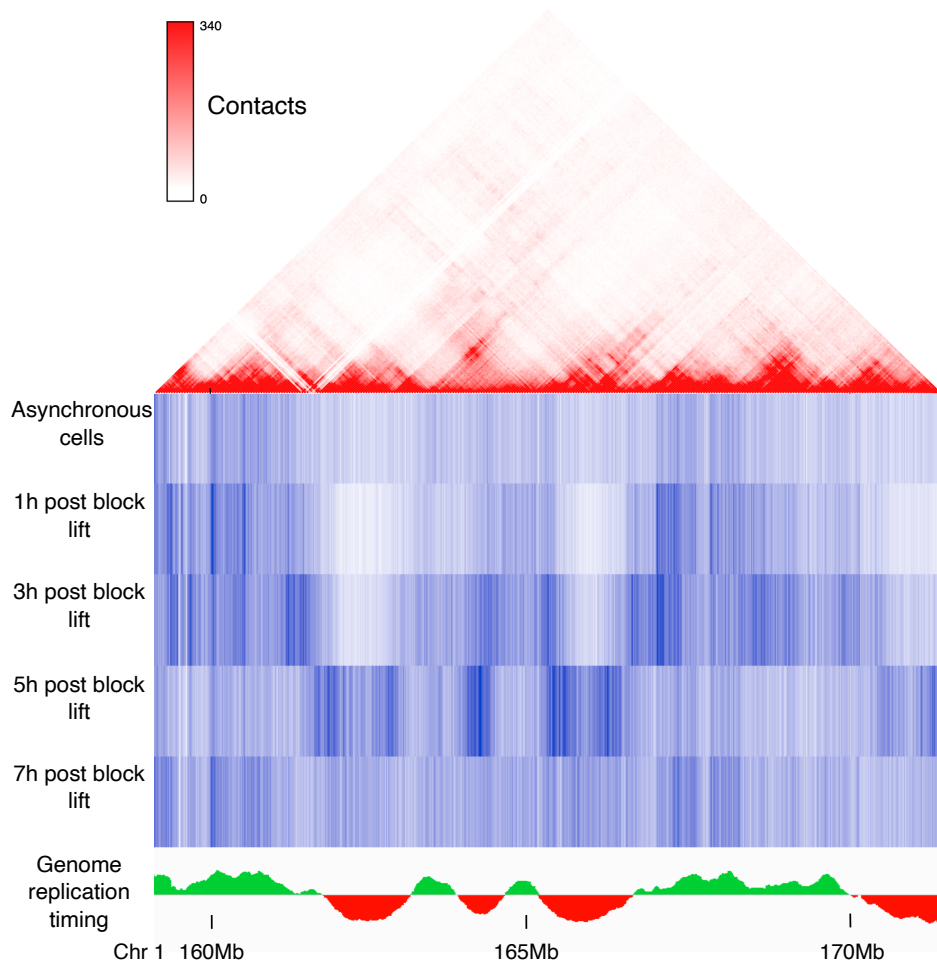 340
Contacts
0
Asynchronous
cells
1h post block
lift
3h post block
lift
5h post block
lift
7h post block
lift
Genome
replication
timing
Chr 1 160Mb 165Mb 170Mb